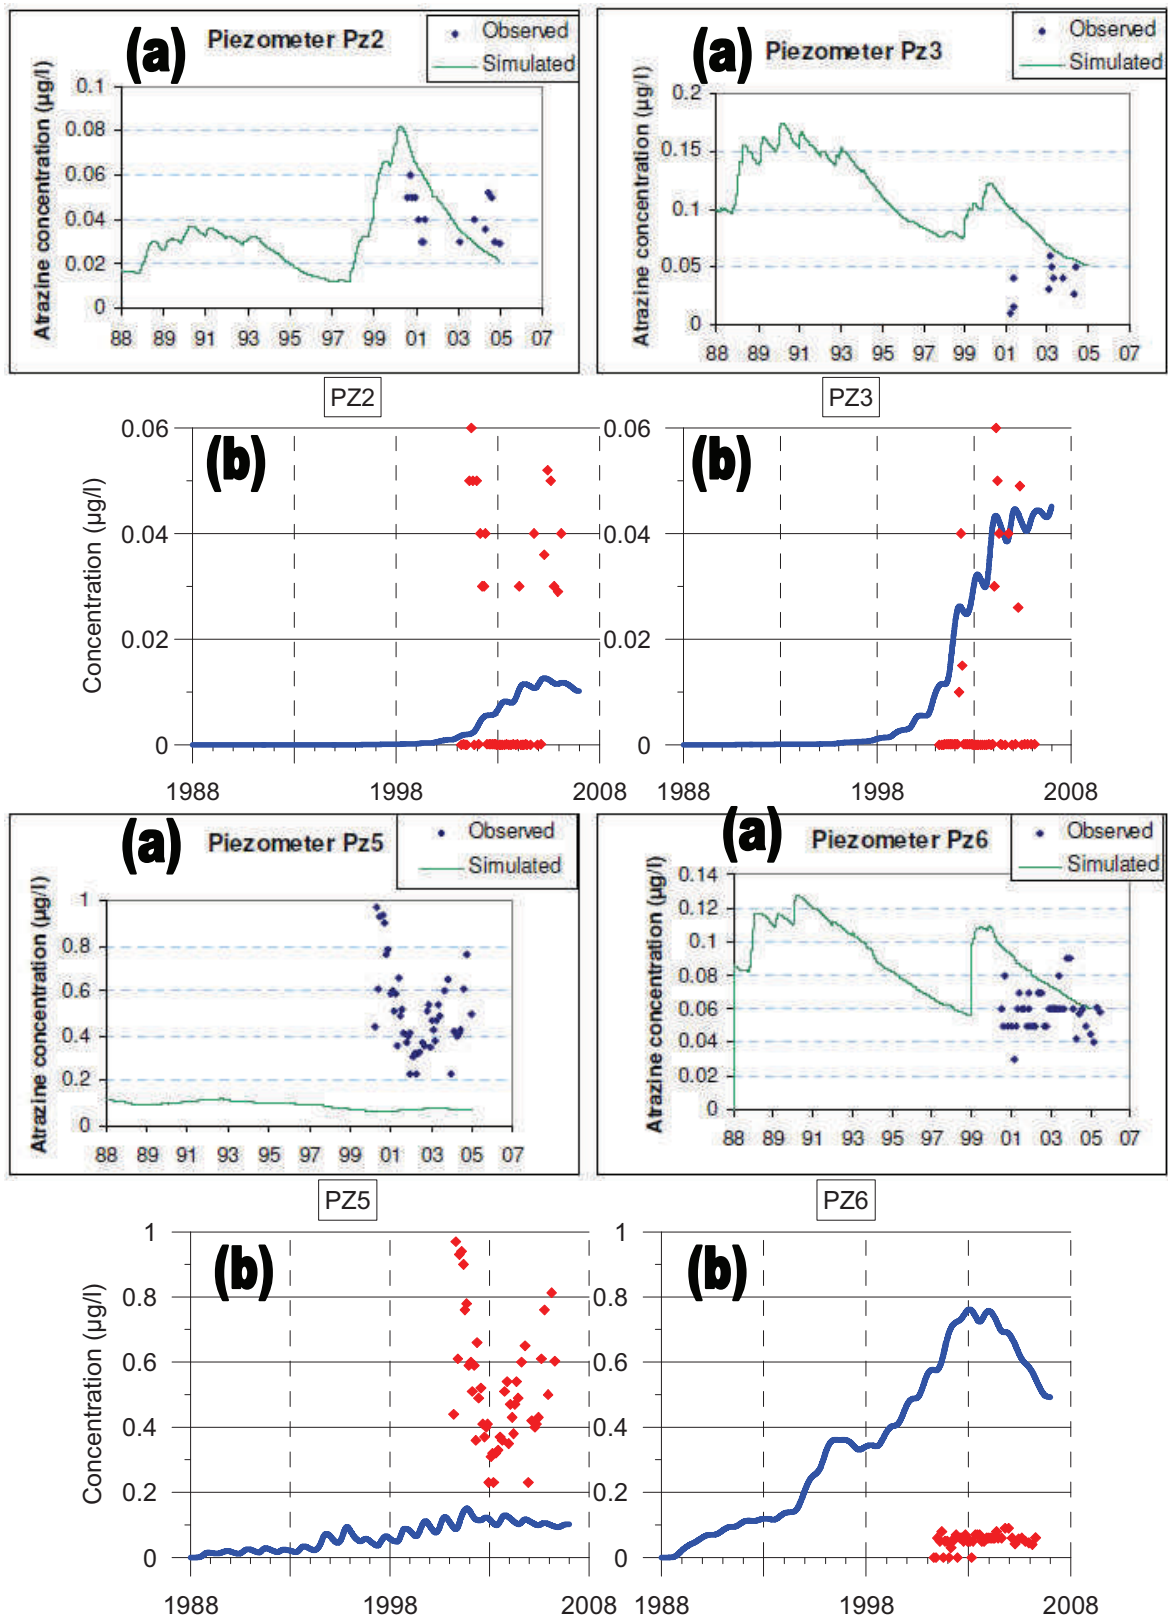 (a) Piezometer Pz2
Observed
Simulated
Atrazine concentration (µg/l)
0.1
0.08
0.06
0.04
0.02
0
88 89 91 93 95 97 99 01 03 05 07
(a) Piezometer Pz3
Observed
Simulated
Atrazine concentration (µg/l)
0.2
0.15
0.1
0.05
0
88 89 91 93 95 97 99 01 03 05 07
PZ2
(b)
Concentration (µg/l)
0.06
0.04
0.02
0
1988 1998 2008
PZ3
(b)
0.06
0.04
0.02
0
1988 1998 2008
(a) Piezometer Pz5
Observed
Simulated
Atrazine concentration (µg/l)
1
0.8
0.6
0.4
0.2
0
88 89 91 93 95 97 99 01 03 05 07
(a) Piezometer Pz6
Observed
Simulated
Atrazine concentration (µg/l)
0.14
0.12
0.1
0.08
0.06
0.04
0.02
0
88 89 91 93 95 97 99 01 03 05 07
PZ5
(b)
Concentration (µg/l)
1
0.8
0.6
0.4
0.2
0
1988 1998 2008
PZ6
(b)
1
0.8
0.6
0.4
0.2
0
1988 1998 2008